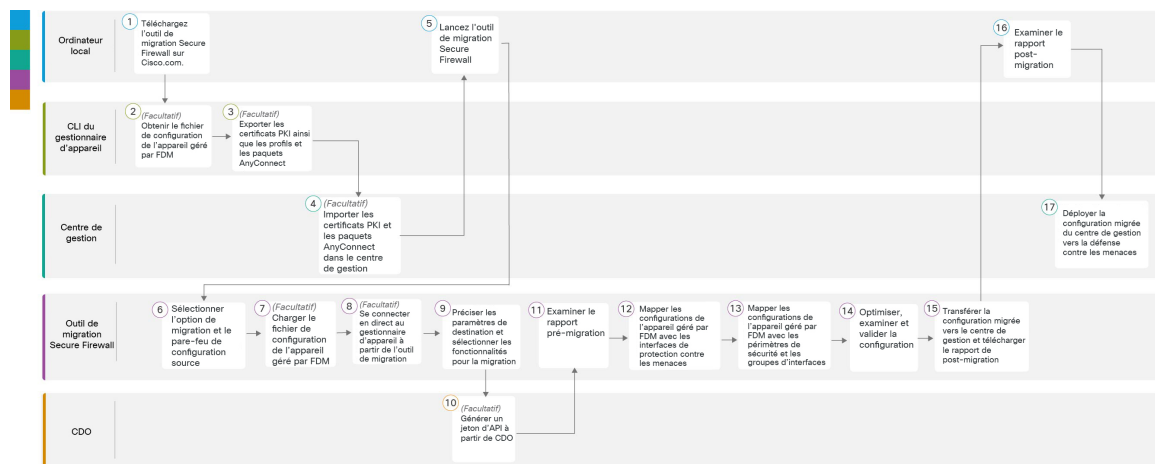 Ordinateur
local
1
Téléchargez
l'outil de
migration Secure
Firewall sur
Cisco.com.
5
Lancez l'outil
de migration
Secure
Firewall
16
Examiner le
rapport
post-
migration
CLI du
gestionnaire
d'appareil
2
(Facultatif)
Obtenir le fichier
de configuration
de l'appareil géré
par FDM
3
(Facultatif)
Exporter les
certificats PKI ainsi
que les profils et
les paquets
AnyConnect
Centre de
gestion
4
(Facultatif)
Importer les
certificats PKI et
les paquets
AnyConnect
dans le centre
de gestion
17
Déployer la
configuration migrée
du centre de gestion
vers la défense
contre les menaces
Outil de
migration
Secure Firewall
6
Sélectionner
l'option de
migration et le
pare-feu de
configuration
source
7
(Facultatif)
Charger le
fichier de
configuration
de l'appareil
géré par FDM
8
(Facultatif)
Se connecter
en direct au
gestionnaire
d'appareil à
partir de l'outil
de migration
9
Préciser les
paramètres de
destination et
sélectionner les
fonctionnalités
pour la migration
11
Examiner le
rapport
pré-migration
12
Mapper les
configurations de
l'appareil géré par
FDM avec les
interfaces de
protection contre
les menaces
13
Mapper les
configurations de
l'appareil géré par
FDM avec les
périmètres de
sécurité et les
groupes d'interfaces
14
Optimiser,
examiner et
valider la
configuration
15
Transférer la
configuration migrée
vers le centre de
gestion et télécharger
le rapport de
post-migration
CDO
10
(Facultatif)
Générer un
jeton d'API à
partir de CDO